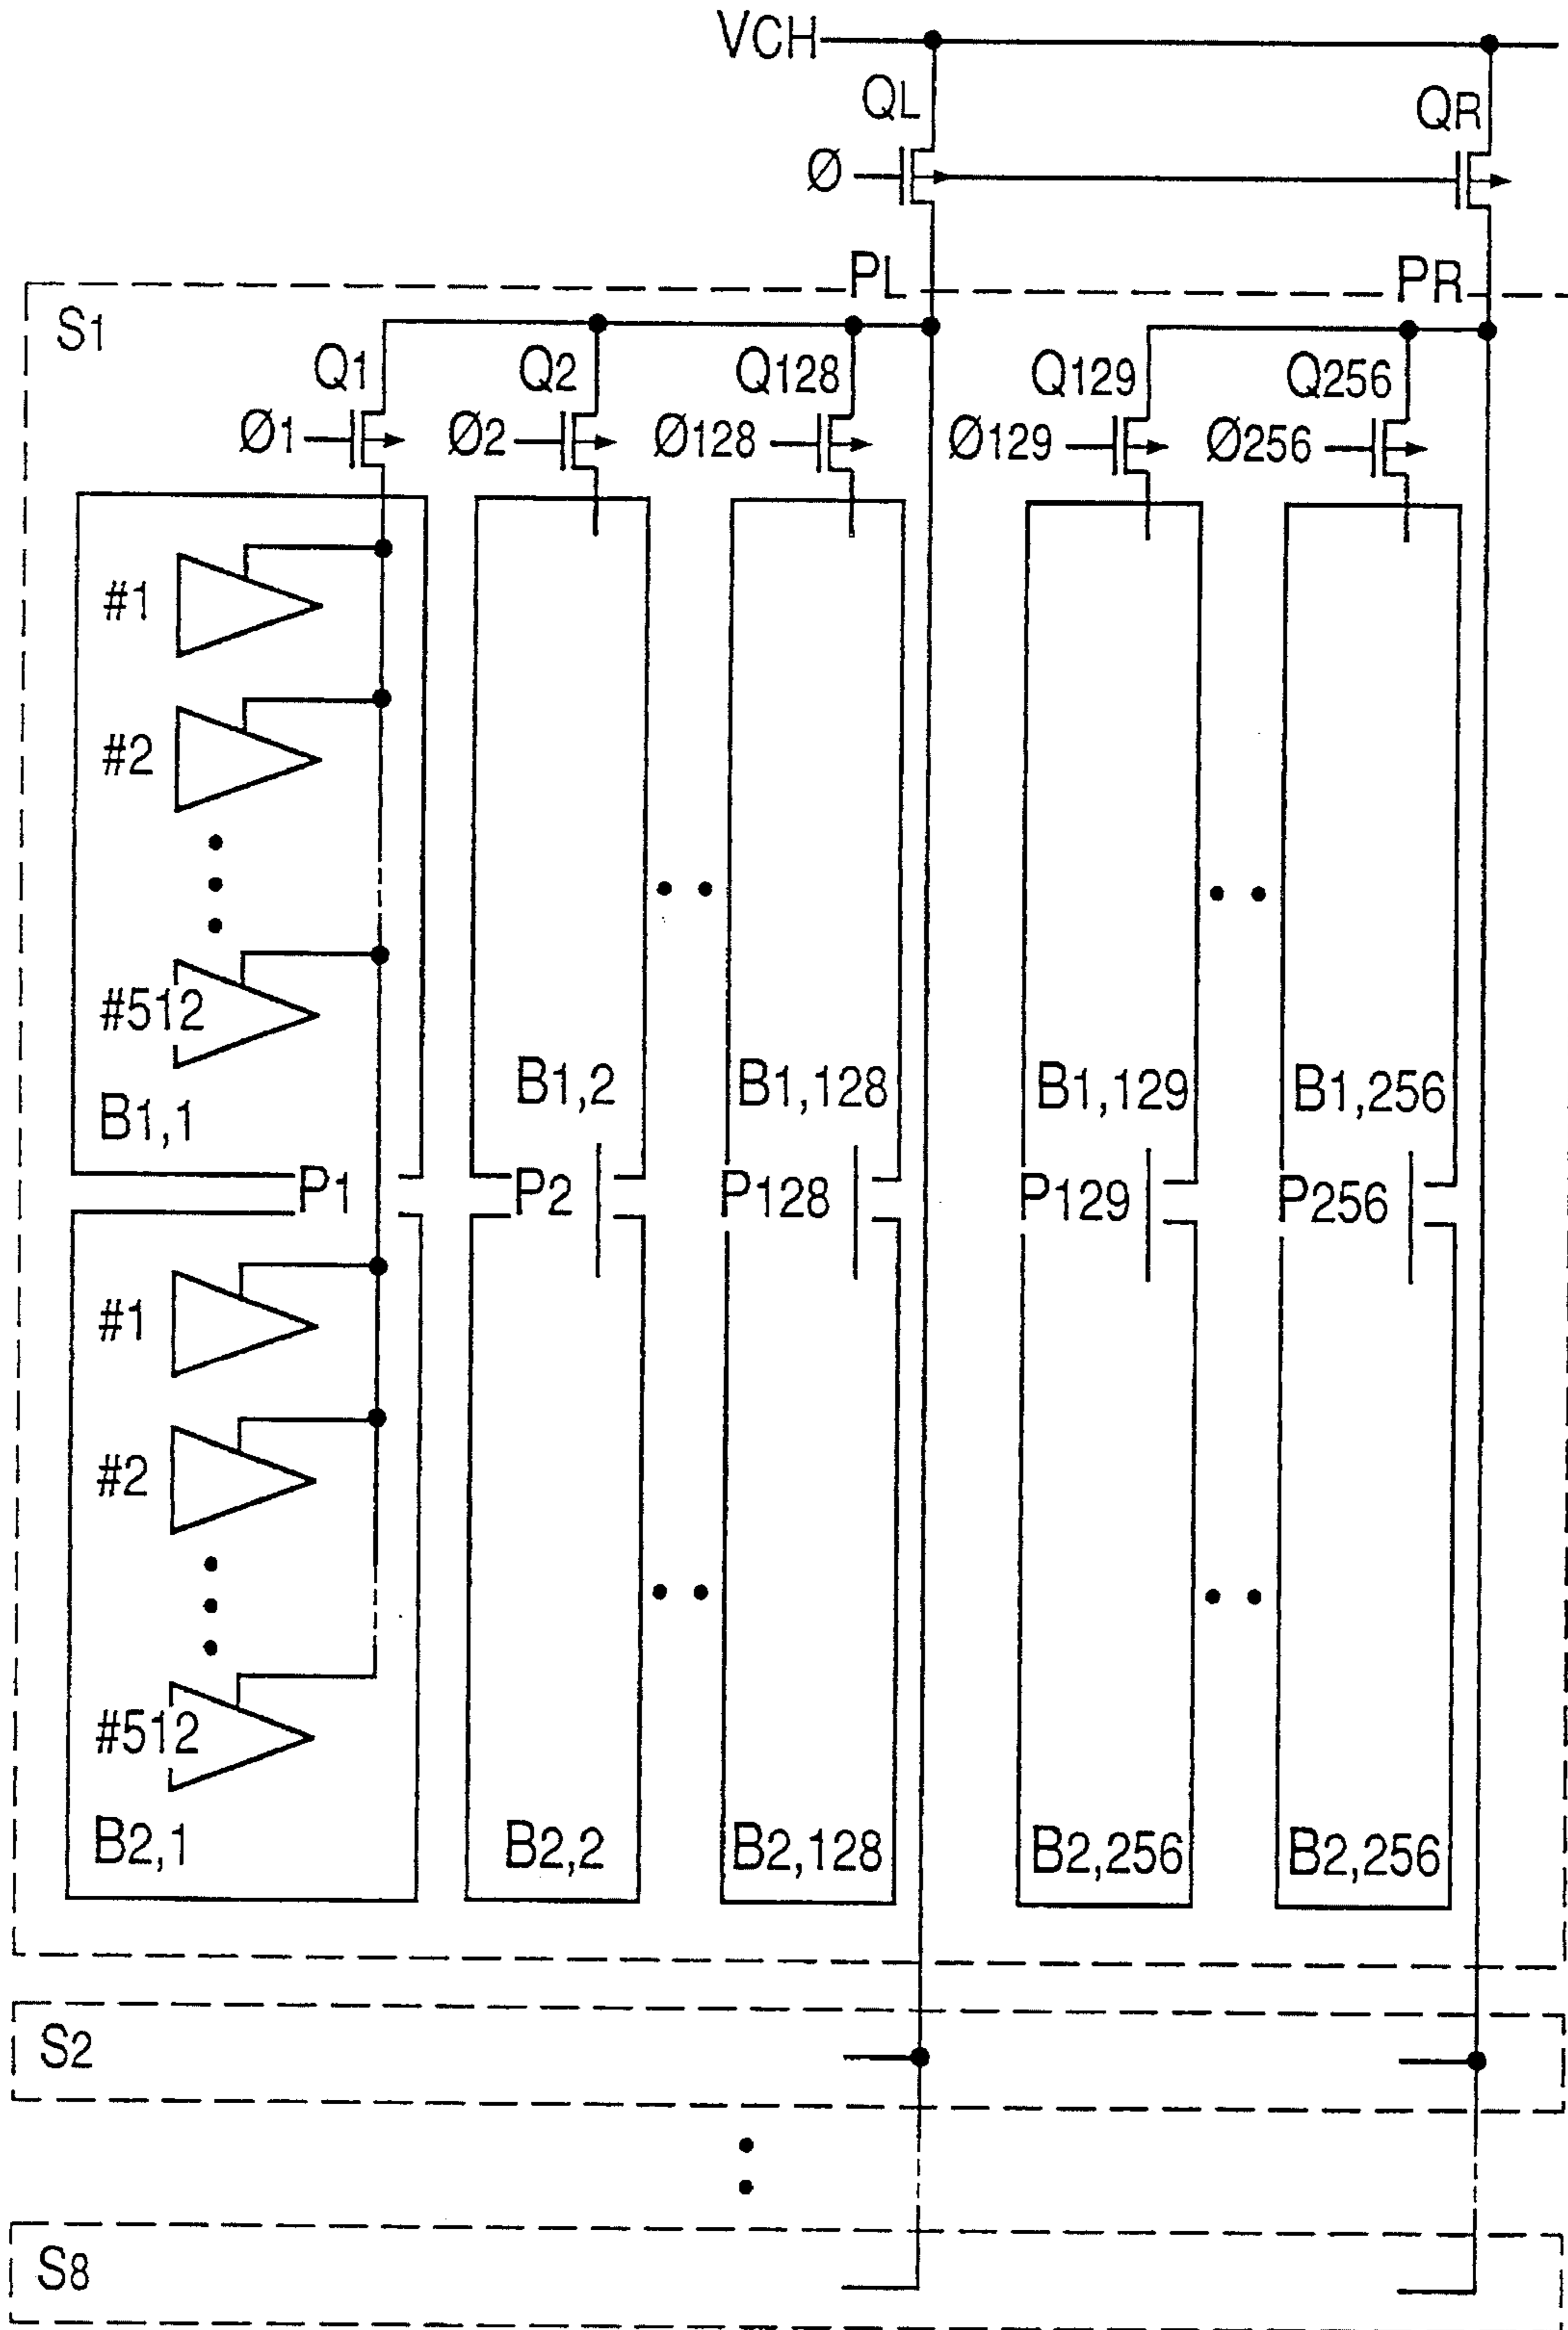 VCH
QL QR
Ø
PL PR
S1
Q1 Q2 Q128 Q129 Q256
Ø1 Ø2 Ø128 Ø129 Ø256
#1
#2
#512
B1,1 B1,2 B1,128 B1,129 B1,256
P1 P2 P128 P129 P256
#1
#2
#512
B2,1 B2,2 B2,128 B2,256 B2,256
S2
S8